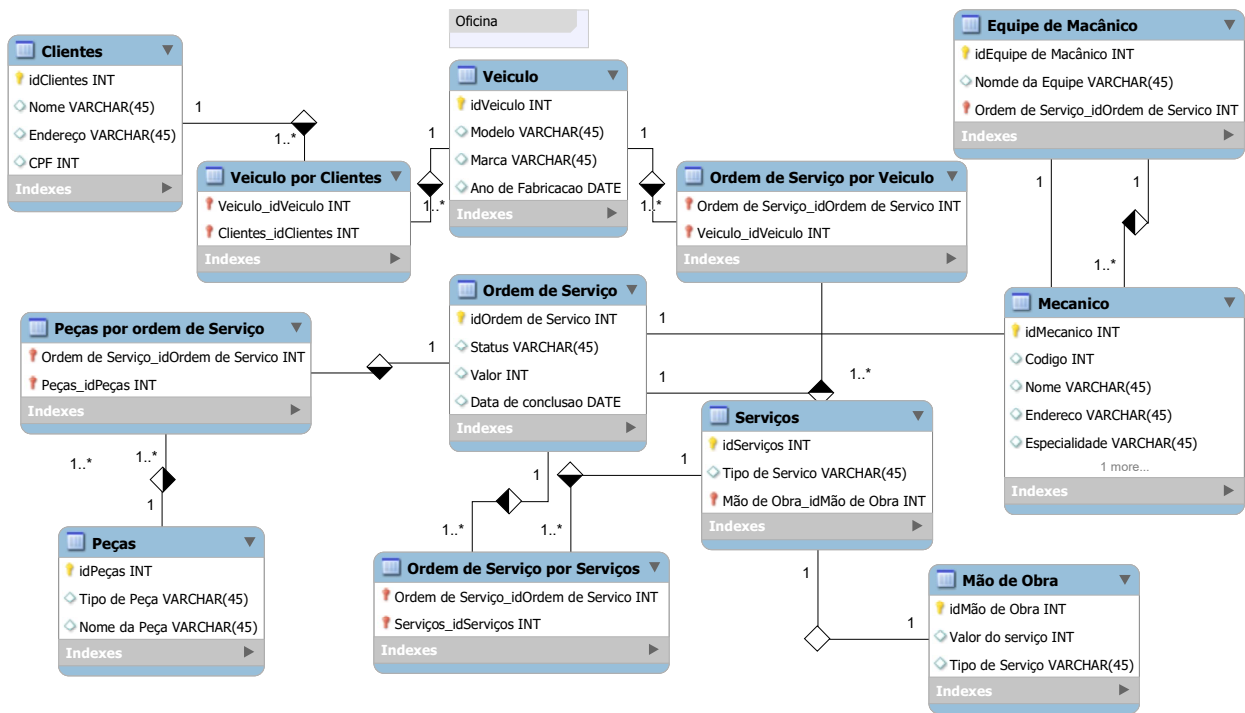 Oficina
Clientes
idClientes INT
Nome VARCHAR(45)
Endereço VARCHAR(45)
CPF INT
Indexes
1
1..*
Veiculo por Clientes
Veiculo_idVeiculo INT
Clientes_idClientes INT
Indexes
1
1..*
Veiculo
idVeiculo INT
Modelo VARCHAR(45)
Marca VARCHAR(45)
Ano de Fabricacao DATE
Indexes
1
1..*
Ordem de Serviço por Veiculo
Ordem de Serviço_idOrdem de Servico INT
Veiculo_idVeiculo INT
Indexes
Equipe de Macânico
idEquipe de Macânico INT
Nomde da Equipe VARCHAR(45)
Ordem de Serviço_idOrdem de Servico INT
Indexes
1
1
1..*
Peças por ordem de Serviço
Ordem de Serviço_idOrdem de Servico INT
Peças_idPeças INT
Indexes
1
Ordem de Serviço
idOrdem de Servico INT
Status VARCHAR(45)
Valor INT
Data de conclusao DATE
Indexes
1
1
1..*
Mecanico
idMecanico INT
Codigo INT
Nome VARCHAR(45)
Endereco VARCHAR(45)
Especialidade VARCHAR(45)
1 more...
Indexes
1..*
1..*
1
Peças
idPeças INT
Tipo de Peça VARCHAR(45)
Nome da Peça VARCHAR(45)
Indexes
1
1
1..*
1..*
Ordem de Serviço por Serviços
Ordem de Serviço_idOrdem de Servico INT
Serviços_idServiços INT
Indexes
Serviços
idServiços INT
Tipo de Servico VARCHAR(45)
Mão de Obra_idMão de Obra INT
Indexes
1
1
Mão de Obra
idMão de Obra INT
Valor do serviço INT
Tipo de Serviço VARCHAR(45)
Indexes